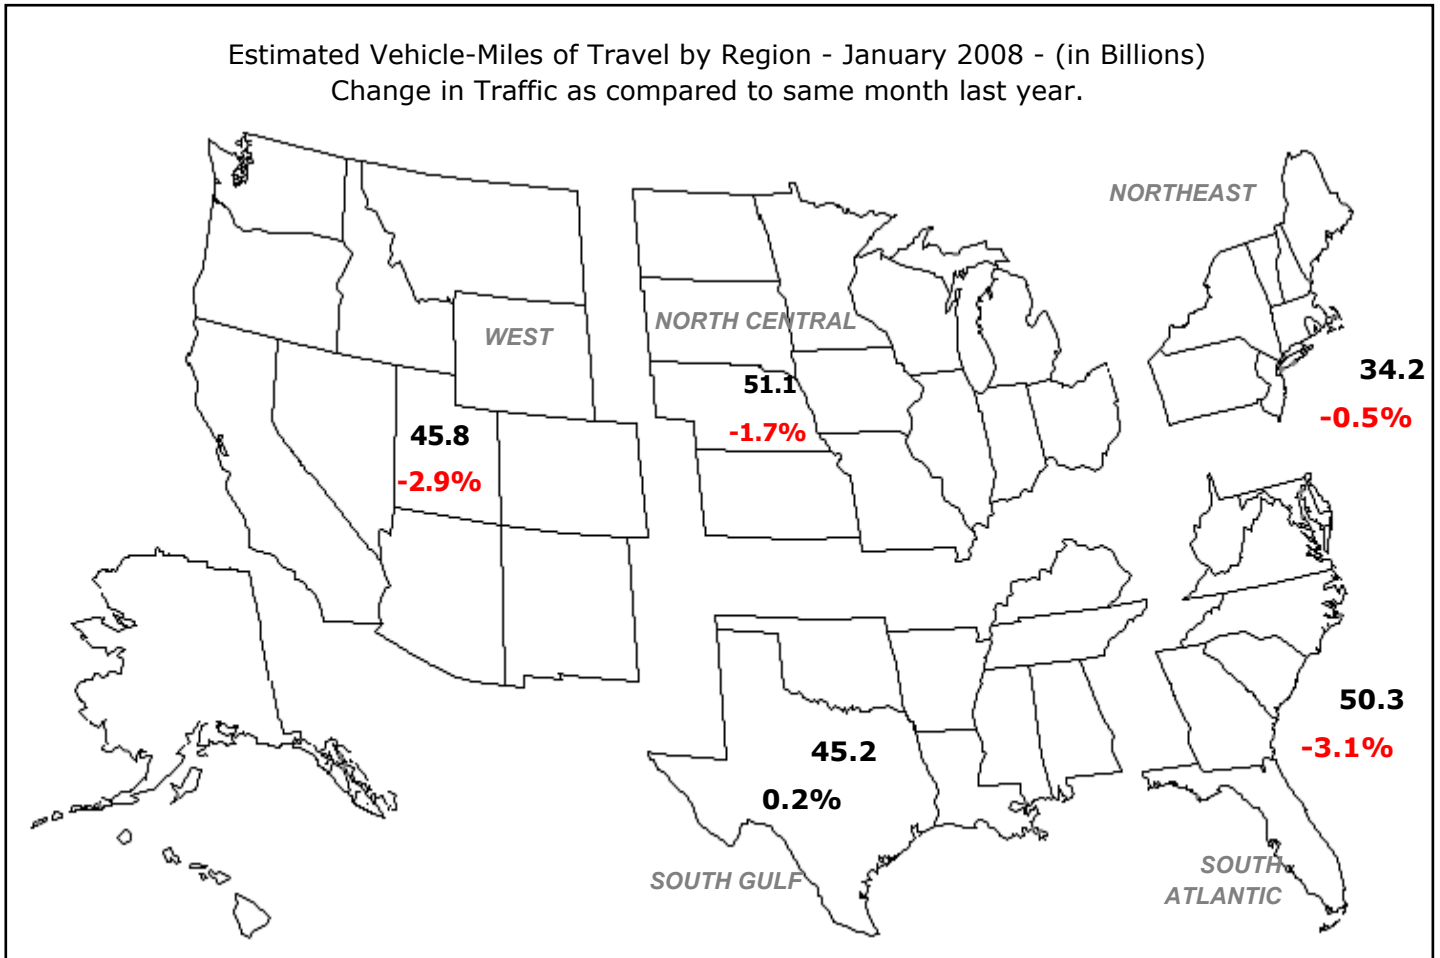 Estimated Vehicle-Miles of Travel by Region - January 2008 - (in Billions)
Change in Traffic as compared to same month last year.
NORTHEAST
34.2
-0.5%
WEST
45.8
-2.9%
NORTH CENTRAL
51.1
-1.7%
50.3
-3.1%
SOUTH
ATLANTIC
45.2
0.2%
SOUTH GULF